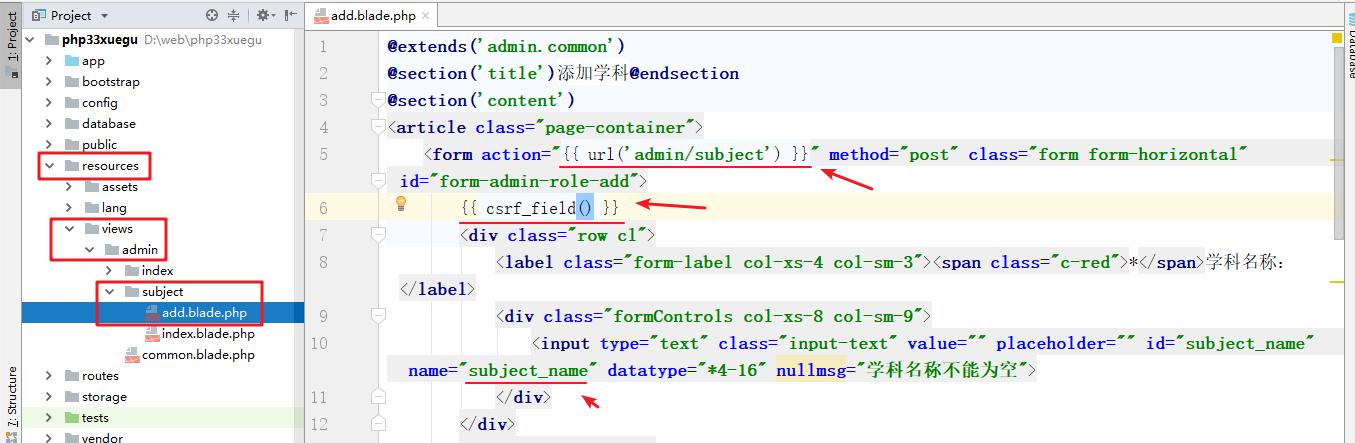 1: Project
7: Structure
Database
Project
php33xuegu D:\web\php33xuegu
app
bootstrap
config
database
public
resources
assets
lang
views
admin
index
subject
add.blade.php
index.blade.php
common.blade.php
routes
storage
tests
vendor
add.blade.php
1 @extends('admin.common')
2 @section('title')添加学科@endsection
3 @section('content')
4 <article class="page-container">
5 <form action="{{ url('admin/subject') }}" method="post" class="form form-horizontal"
id="form-admin-role-add">
6 {{ csrf_field() }}
7 <div class="row cl">
8 <label class="form-label col-xs-4 col-sm-3"><span class="c-red">*</span>学科名称：
</label>
9 <div class="formControls col-xs-8 col-sm-9">
10 <input type="text" class="input-text" value="" placeholder="" id="subject_name"
name="subject_name" datatype="*4-16" nullmsg="学科名称不能为空">
11 </div>
12 </div>